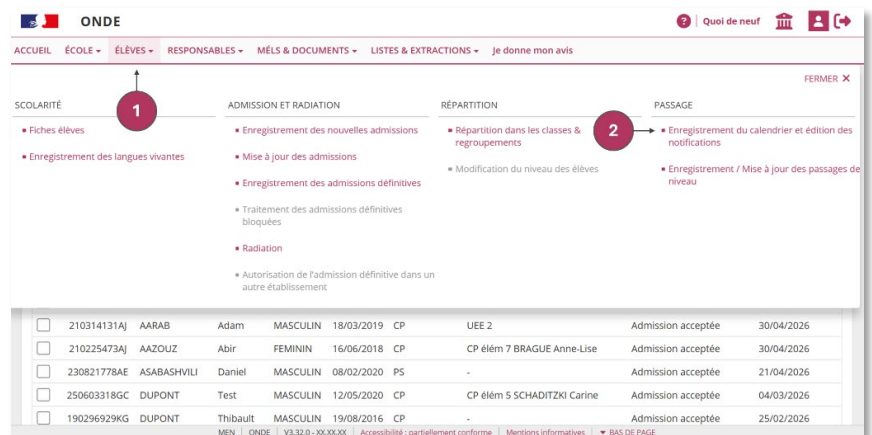 ONDE
Quoi de neuf
ACCUEIL ÉCOLE ÉLÈVES RESPONSABLES MÉLS & DOCUMENTS LISTES & EXTRACTIONS Je donne mon avis
FERMER X
1
SCOLARITÉ
Fiches élèves
Enregistrement des langues vivantes
ADMISSION ET RADIATION
Enregistrement des nouvelles admissions
Mise à jour des admissions
Enregistrement des admissions définitives
Traitement des admissions définitives
bloquées
Radiation
Autorisation de l'admission définitive dans un
autre établissement
RÉPARTITION
Répartition dans les classes &
regroupements
Modification du niveau des élèves
2
PASSAGE
Enregistrement du calendrier et édition des
notifications
Enregistrement / Mise à jour des passages de
niveau
210314131AJ AARAB Adam MASCULIN 18/03/2019 CP UEE 2 Admission acceptée 30/04/2026
210225473AJ AAZOUZ Abir FEMININ 16/06/2018 CP CP élém 7 BRAGUE Anne-Lise Admission acceptée 30/04/2026
230821778AE ASABASHVILI Daniel MASCULIN 08/02/2020 PS - Admission acceptée 21/04/2026
250603318GC DUPONT Test MASCULIN 12/05/2020 CP CP élém 5 SCHADITZKI Carine Admission acceptée 04/03/2026
190296929KG DUPONT Thibault MASCULIN 19/08/2016 CP - Admission acceptée 25/02/2026
MEN ONDE V3.32.0 - XX.XX.XX Accessibilité : partiellement conforme Mentions informatives BAS DE PAGE